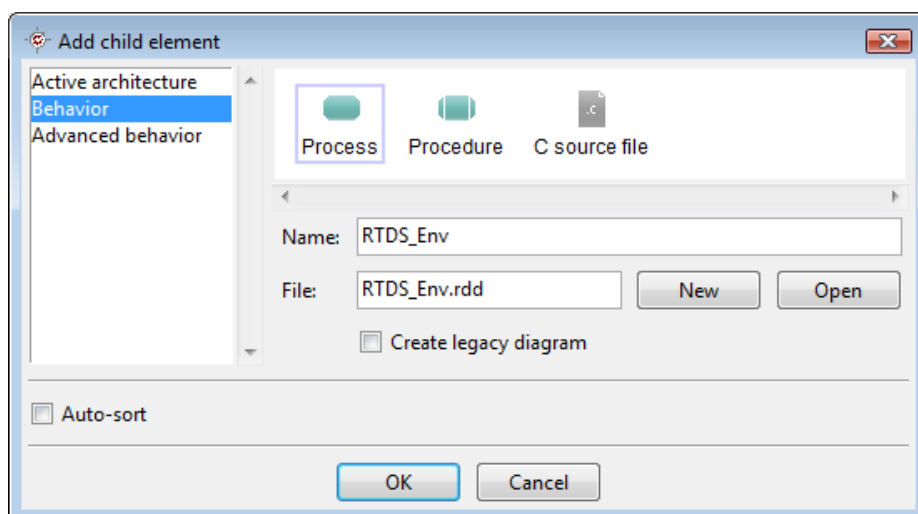 Add child element
Active architecture
Behavior
Advanced behavior
.c
Process Procedure C source file
Name: RTDS_Env
File: RTDS_Env.rdd New Open
Create legacy diagram
Auto-sort
OK Cancel